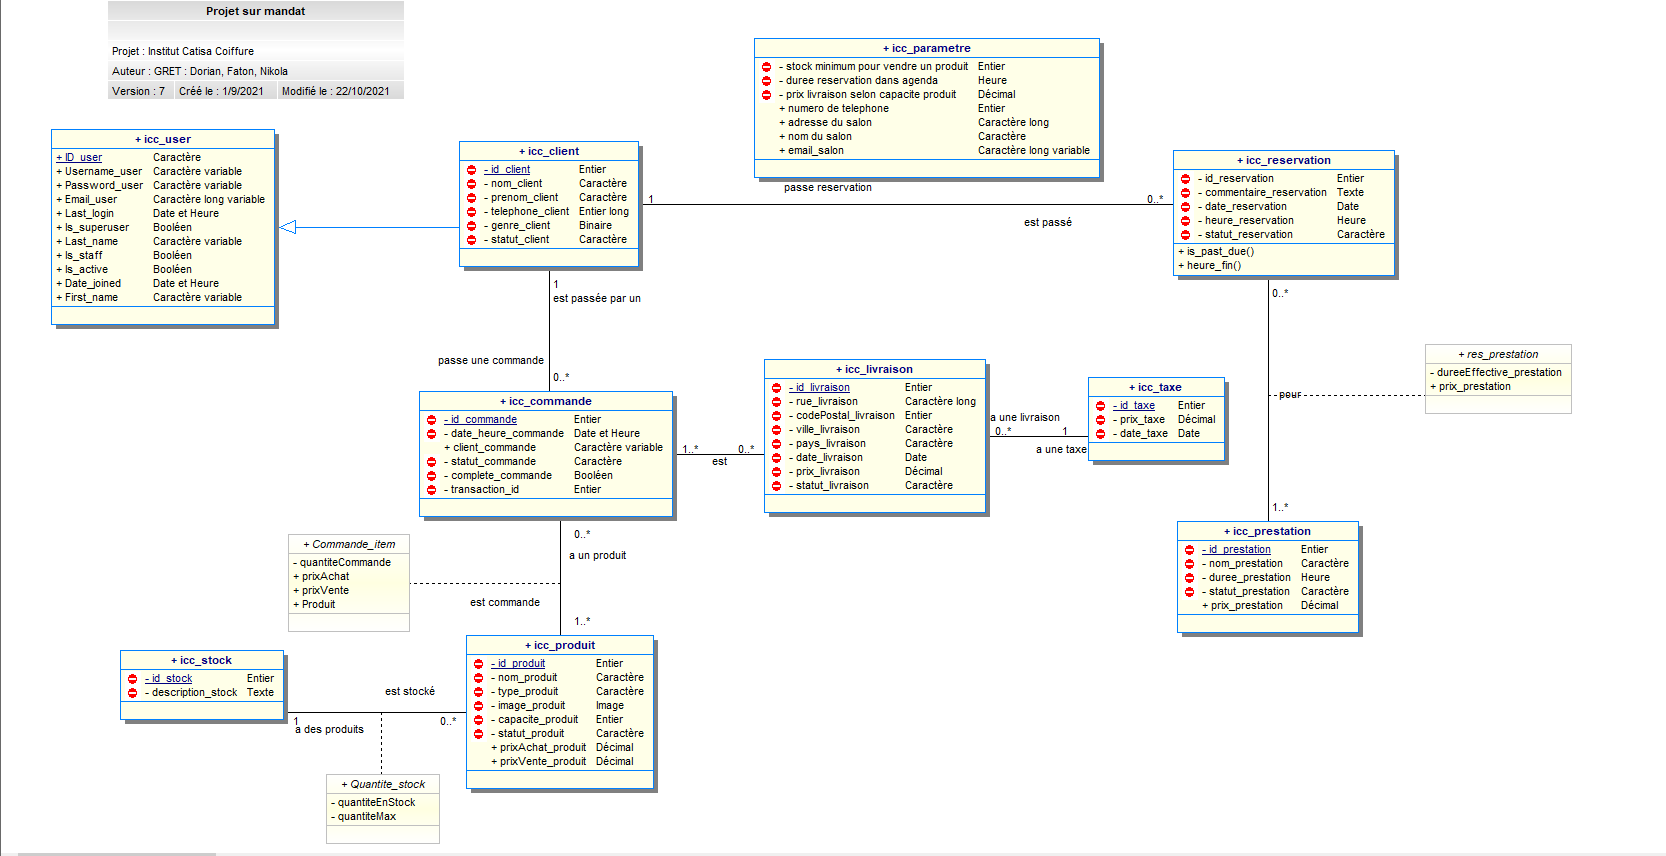 Projet sur mandat
Projet : Institut Catisa Coiffure
Auteur : GRET : Dorian, Faton, Nikola
Version : 7 Créé le : 1/9/2021 Modifié le : 22/10/2021
+ icc_parametre
- stock minimum pour vendre un produit Entier
- duree reservation dans agenda Heure
- prix livraison selon capacite produit Décimal
+ numero de telephone Entier
+ adresse du salon Caractère long
+ nom du salon Caractère
+ email_salon Caractère long variable
+ icc_user
+ ID_user Caractère
+ Username_user Caractère variable
+ Password_user Caractère variable
+ Email_user Caractère long variable
+ Last_login Date et Heure
+ Is_superuser Booléen
+ Last_name Caractère variable
+ Is_staff Booléen
+ Is_active Booléen
+ Date_joined Date et Heure
+ First_name Caractère variable
+ icc_client
- id_client Entier
- nom_client Caractère
- prenom_client Caractère
- telephone_client Entier long
- genre_client Binaire
- statut_client Caractère
passe reservation
1
0..*
est passé
+ icc_reservation
- id_reservation Entier
- commentaire_reservation Texte
- date_reservation Date
- heure_reservation Heure
- statut_reservation Caractère
+ is_past_due()
+ heure_fin()
1
est passée par un
passe une commande
0..*
0..*
pour
1..*
+ res_prestation
- dureeEffective_prestation
+ prix_prestation
+ icc_commande
- id_commande Entier
- date_heure_commande Date et Heure
+ client_commande Caractère variable
- statut_commande Caractère
- complete_commande Booléen
- transaction_id Entier
1..*
0..*
est
+ icc_livraison
- id_livraison Entier
- rue_livraison Caractère long
- codePostal_livraison Entier
- ville_livraison Caractère
- pays_livraison Caractère
- date_livraison Date
- prix_livraison Décimal
- statut_livraison Caractère
a une livraison
0..*
1
a une taxe
+ icc_taxe
- id_taxe Entier
- prix_taxe Décimal
- date_taxe Date
+ icc_prestation
- id_prestation Entier
- nom_prestation Caractère
- duree_prestation Heure
- statut_prestation Caractère
+ prix_prestation Décimal
0..*
a un produit
est commande
1..*
+ Commande_item
- quantiteCommande
+ prixAchat
+ prixVente
+ Produit
+ icc_stock
- id_stock Entier
- description_stock Texte
est stocké
1
0..*
a des produits
+ icc_produit
- id_produit Entier
- nom_produit Caractère
- type_produit Caractère
- image_produit Image
- capacite_produit Entier
- statut_produit Caractère
+ prixAchat_produit Décimal
+ prixVente_produit Décimal
+ Quantite_stock
- quantiteEnStock
- quantiteMax